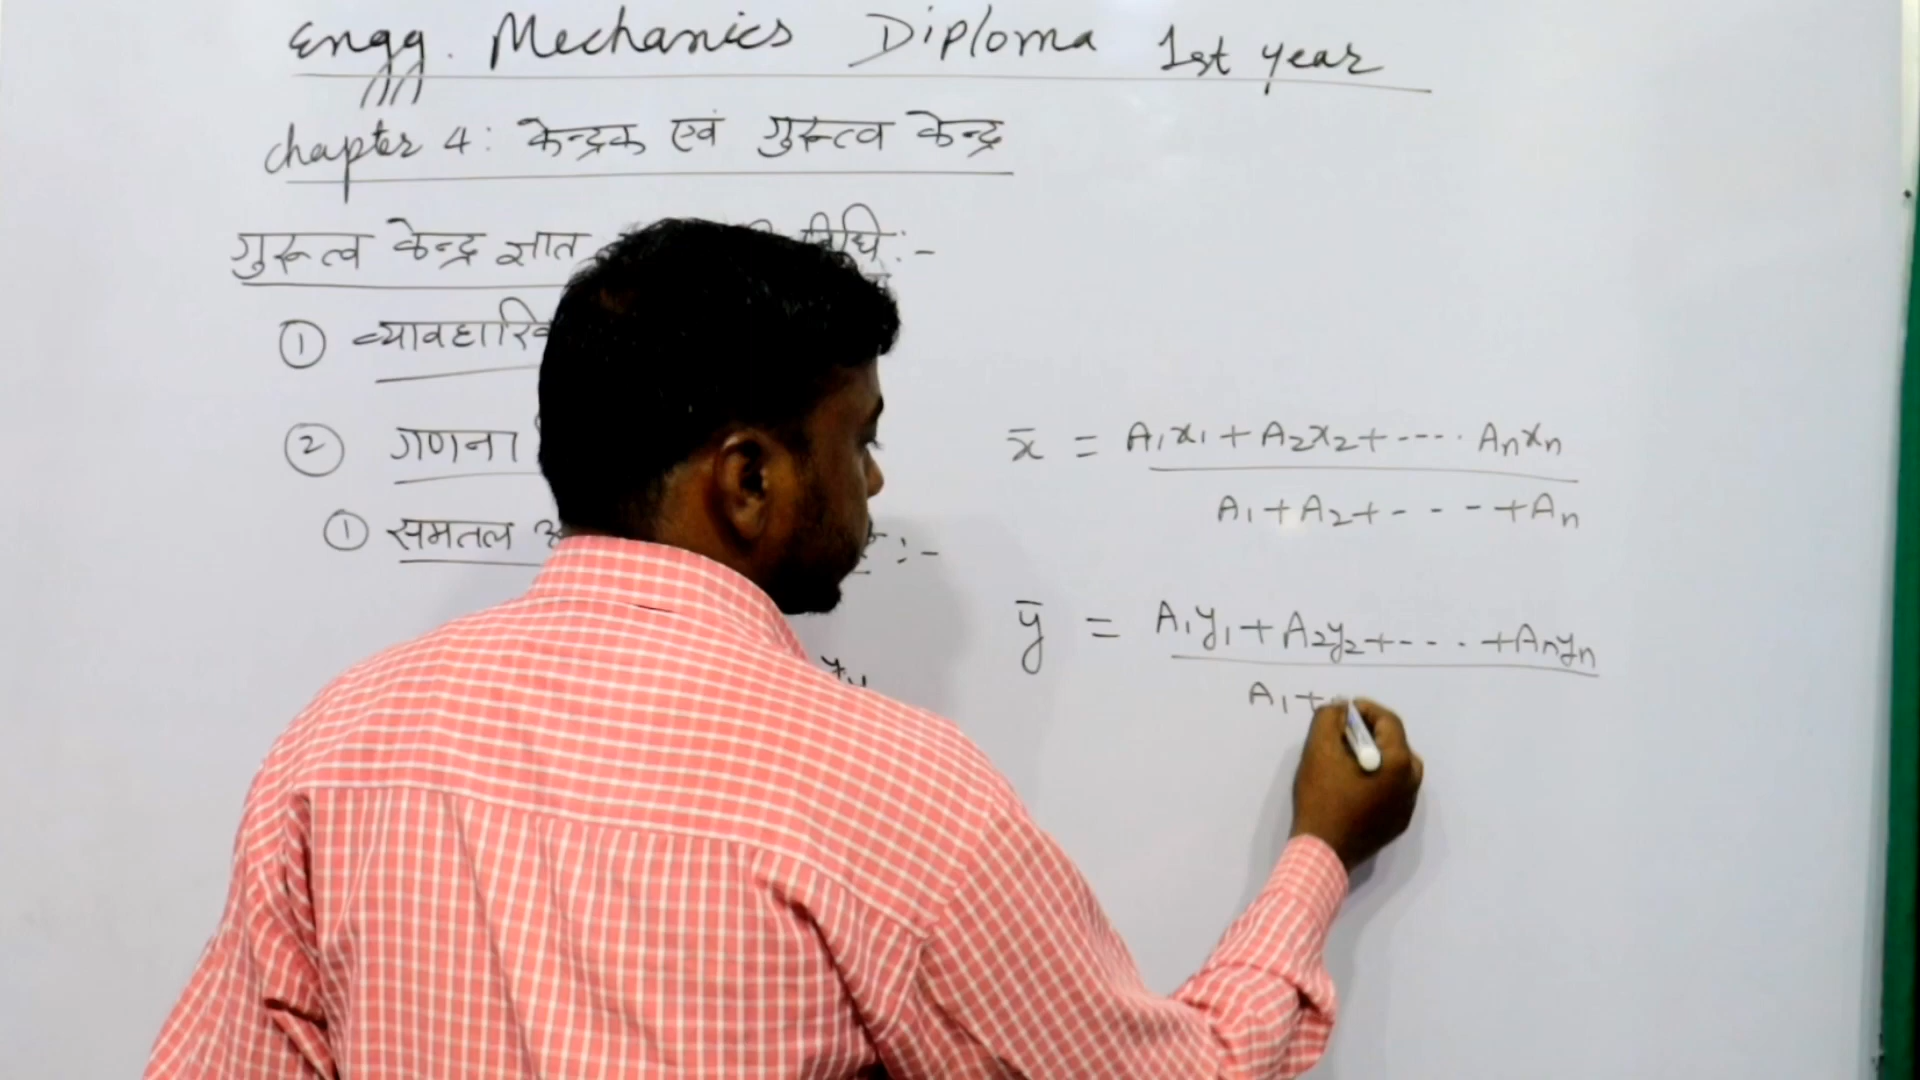 Engg. Mechanics Diploma 1st year
chapter 4: केन्द्रक एवं गुरूत्व केन्द्र
गुरूत्व केन्द्र ज्ञात विधि:-
① व्यावहारिक
② गणना
① समतल :-
x̄ = A₁x₁ + A₂x₂ + ---- Anxn
A₁ + A₂ + - - - + An
ȳ = A₁y₁ + A₂y₂ + --- . + Anyn
A₁ +